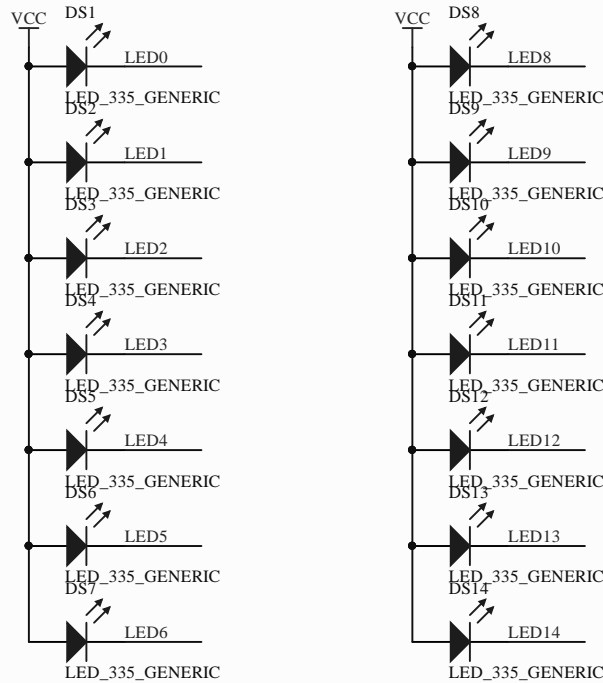 VCC
DS1
LED0
LED_335_GENERIC
DS2
LED1
LED_335_GENERIC
DS3
LED2
LED_335_GENERIC
DS4
LED3
LED_335_GENERIC
DS5
LED4
LED_335_GENERIC
DS6
LED5
LED_335_GENERIC
DS7
LED6
LED_335_GENERIC
VCC
DS8
LED8
LED_335_GENERIC
DS9
LED9
LED_335_GENERIC
DS10
LED10
LED_335_GENERIC
DS11
LED11
LED_335_GENERIC
DS12
LED12
LED_335_GENERIC
DS13
LED13
LED_335_GENERIC
DS14
LED14
LED_335_GENERIC